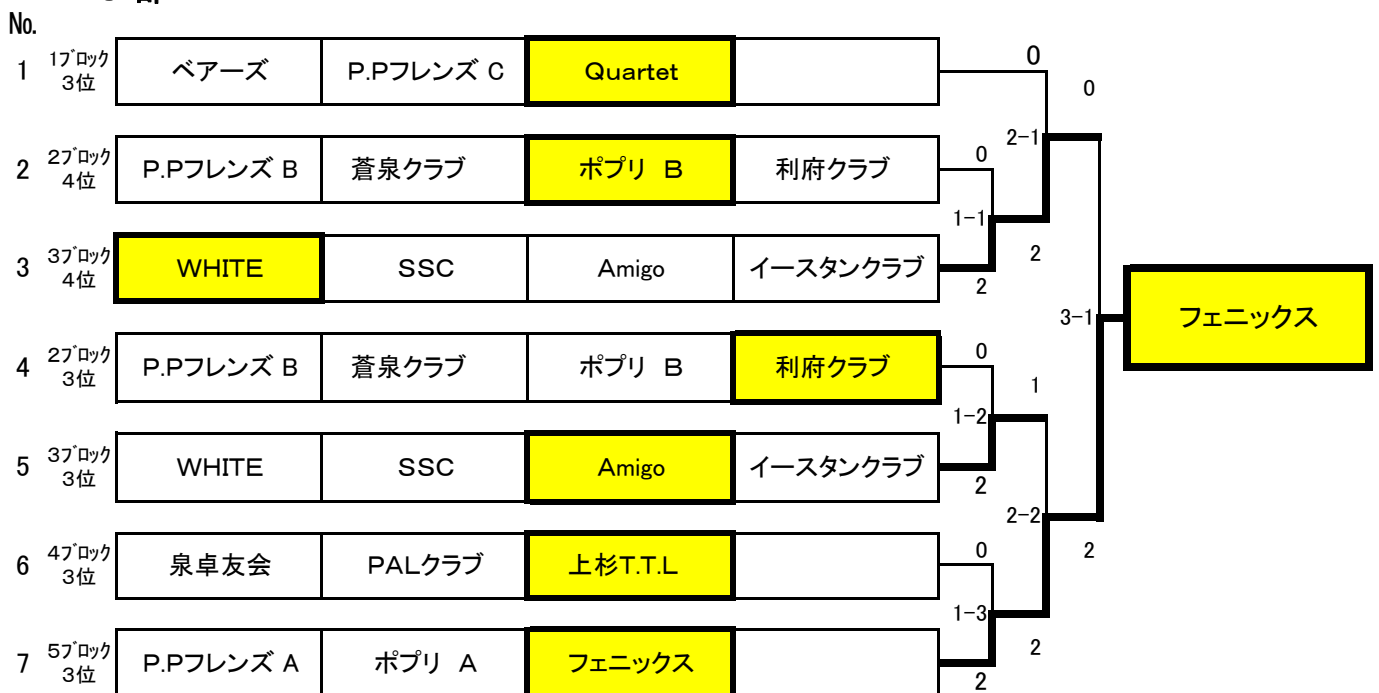 No.
1 1ブロック 3位 ベアーズ P.Pフレンズ C Quartet
2 2ブロック 4位 P.Pフレンズ B 蒼泉クラブ ポプリ B 利府クラブ
3 3ブロック 4位 WHITE SSC Amigo イースタンクラブ
4 2ブロック 3位 P.Pフレンズ B 蒼泉クラブ ポプリ B 利府クラブ
5 3ブロック 3位 WHITE SSC Amigo イースタンクラブ
6 4ブロック 3位 泉卓友会 PALクラブ 上杉T.T.L
7 5ブロック 3位 P.Pフレンズ A ポプリ A フェニックス
0
0
2-1
0
1-1
2
2
3-1
フェニックス
0
1
1-2
2
2-2
0
2
1-3
2
2